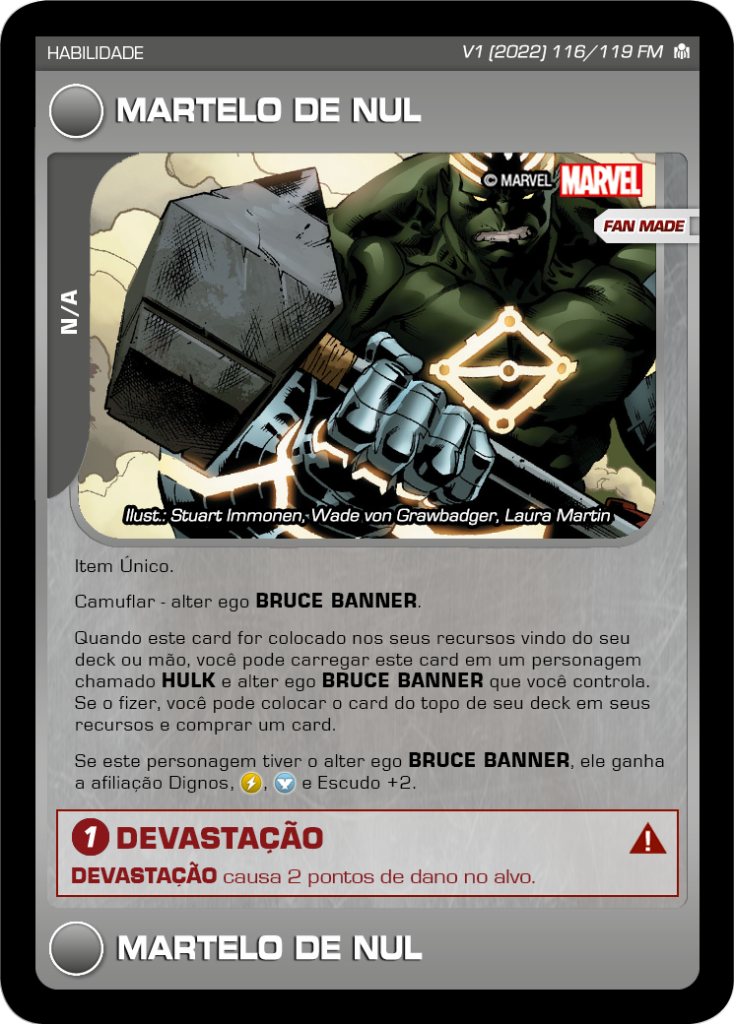 HABILIDADE
V1 (2022) 116/119 FM
MARTELO DE NUL
© MARVEL
MARVEL
FAN MADE
N/A
Ilust.: Stuart Immonen, Wade von Grawbadger, Laura Martin
Item Único.
Camuflar - alter ego BRUCE BANNER.
Quando este card for colocado nos seus recursos vindo do seu
deck ou mão, você pode carregar este card em um personagem
chamado HULK e alter ego BRUCE BANNER que você controla.
Se o fizer, você pode colocar o card do topo de seu deck em seus
recursos e comprar um card.
Se este personagem tiver o alter ego BRUCE BANNER, ele ganha
a afiliação Dignos, , e Escudo +2.
1 DEVASTAÇÃO
DEVASTAÇÃO causa 2 pontos de dano no alvo.
MARTELO DE NUL